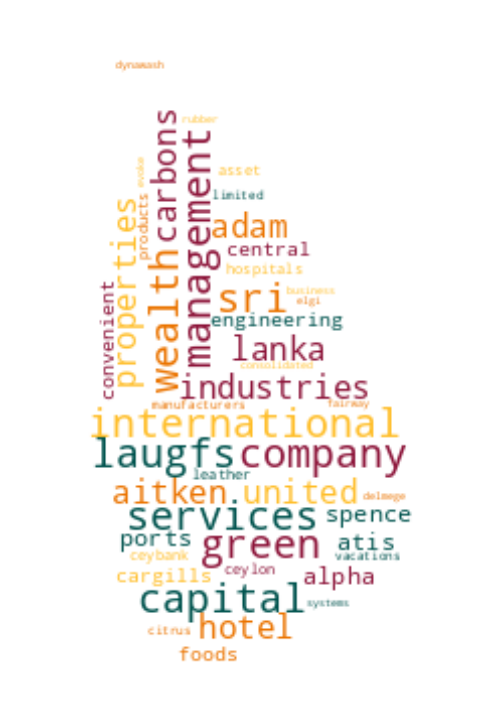 dynawash
carbons
rubber
management
evoke
asset
products
limited
properties
adam
wealth
central
hospitals
convenient
sri
business
elgi
engineering
lanka
consolidated
industries
manufacturers
fairway
international
laugfs
company
leather
aitken
united
delmege
services
spence
ports
green
atis
ceybank
vacations
cargills
ceylon
alpha
capital
systems
citrus
hotel
foods